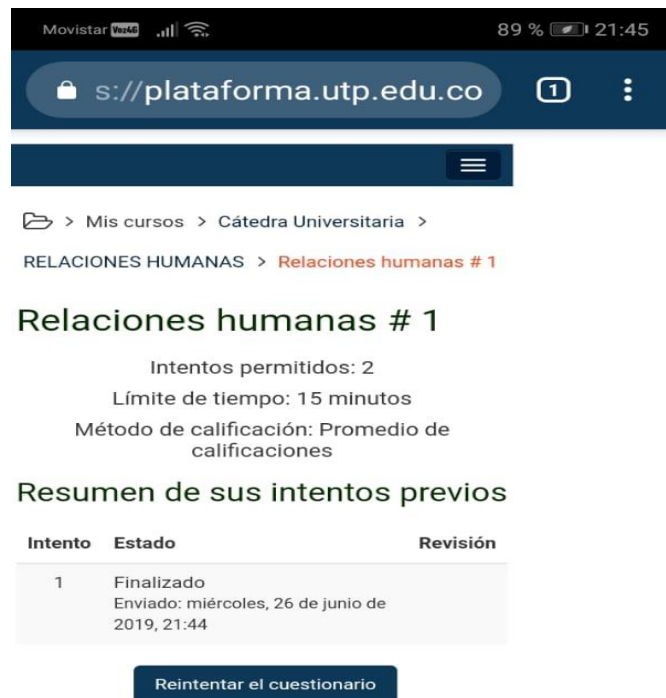 Movistar Voz4G 89 % 21:45
s://plataforma.utp.edu.co 1
> Mis cursos > Cátedra Universitaria >
RELACIONES HUMANAS > Relaciones humanas # 1
Relaciones humanas # 1
Intentos permitidos: 2
Límite de tiempo: 15 minutos
Método de calificación: Promedio de
calificaciones
Resumen de sus intentos previos
Intento Estado Revisión
1 Finalizado
Enviado: miércoles, 26 de junio de
2019, 21:44
Reintentar el cuestionario